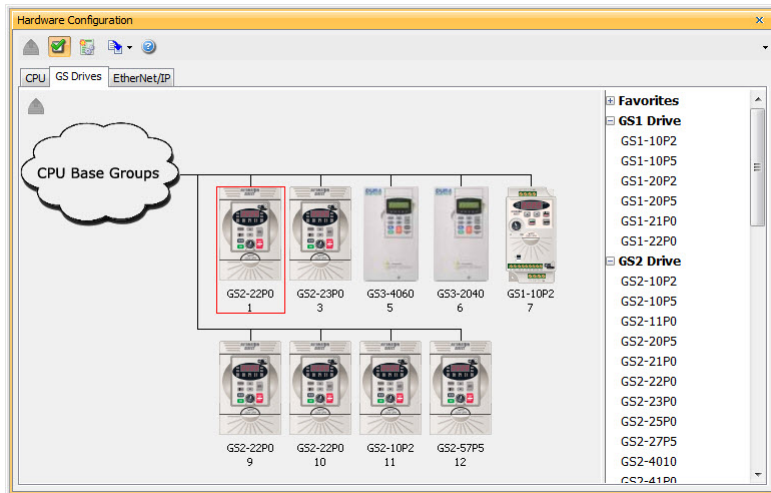 Hardware Configuration
CPU
GS Drives
EtherNet/IP
CPU Base Groups
GS2-22P0
1
GS2-23P0
3
GS3-4060
5
GS3-2040
6
GS1-10P2
7
GS2-22P0
9
GS2-22P0
10
GS2-10P2
11
GS2-57P5
12
Favorites
GS1 Drive
GS1-10P2
GS1-10P5
GS1-20P2
GS1-20P5
GS1-21P0
GS1-22P0
GS2 Drive
GS2-10P2
GS2-10P5
GS2-11P0
GS2-20P5
GS2-21P0
GS2-22P0
GS2-23P0
GS2-25P0
GS2-27P5
GS2-4010
GS2-41P0